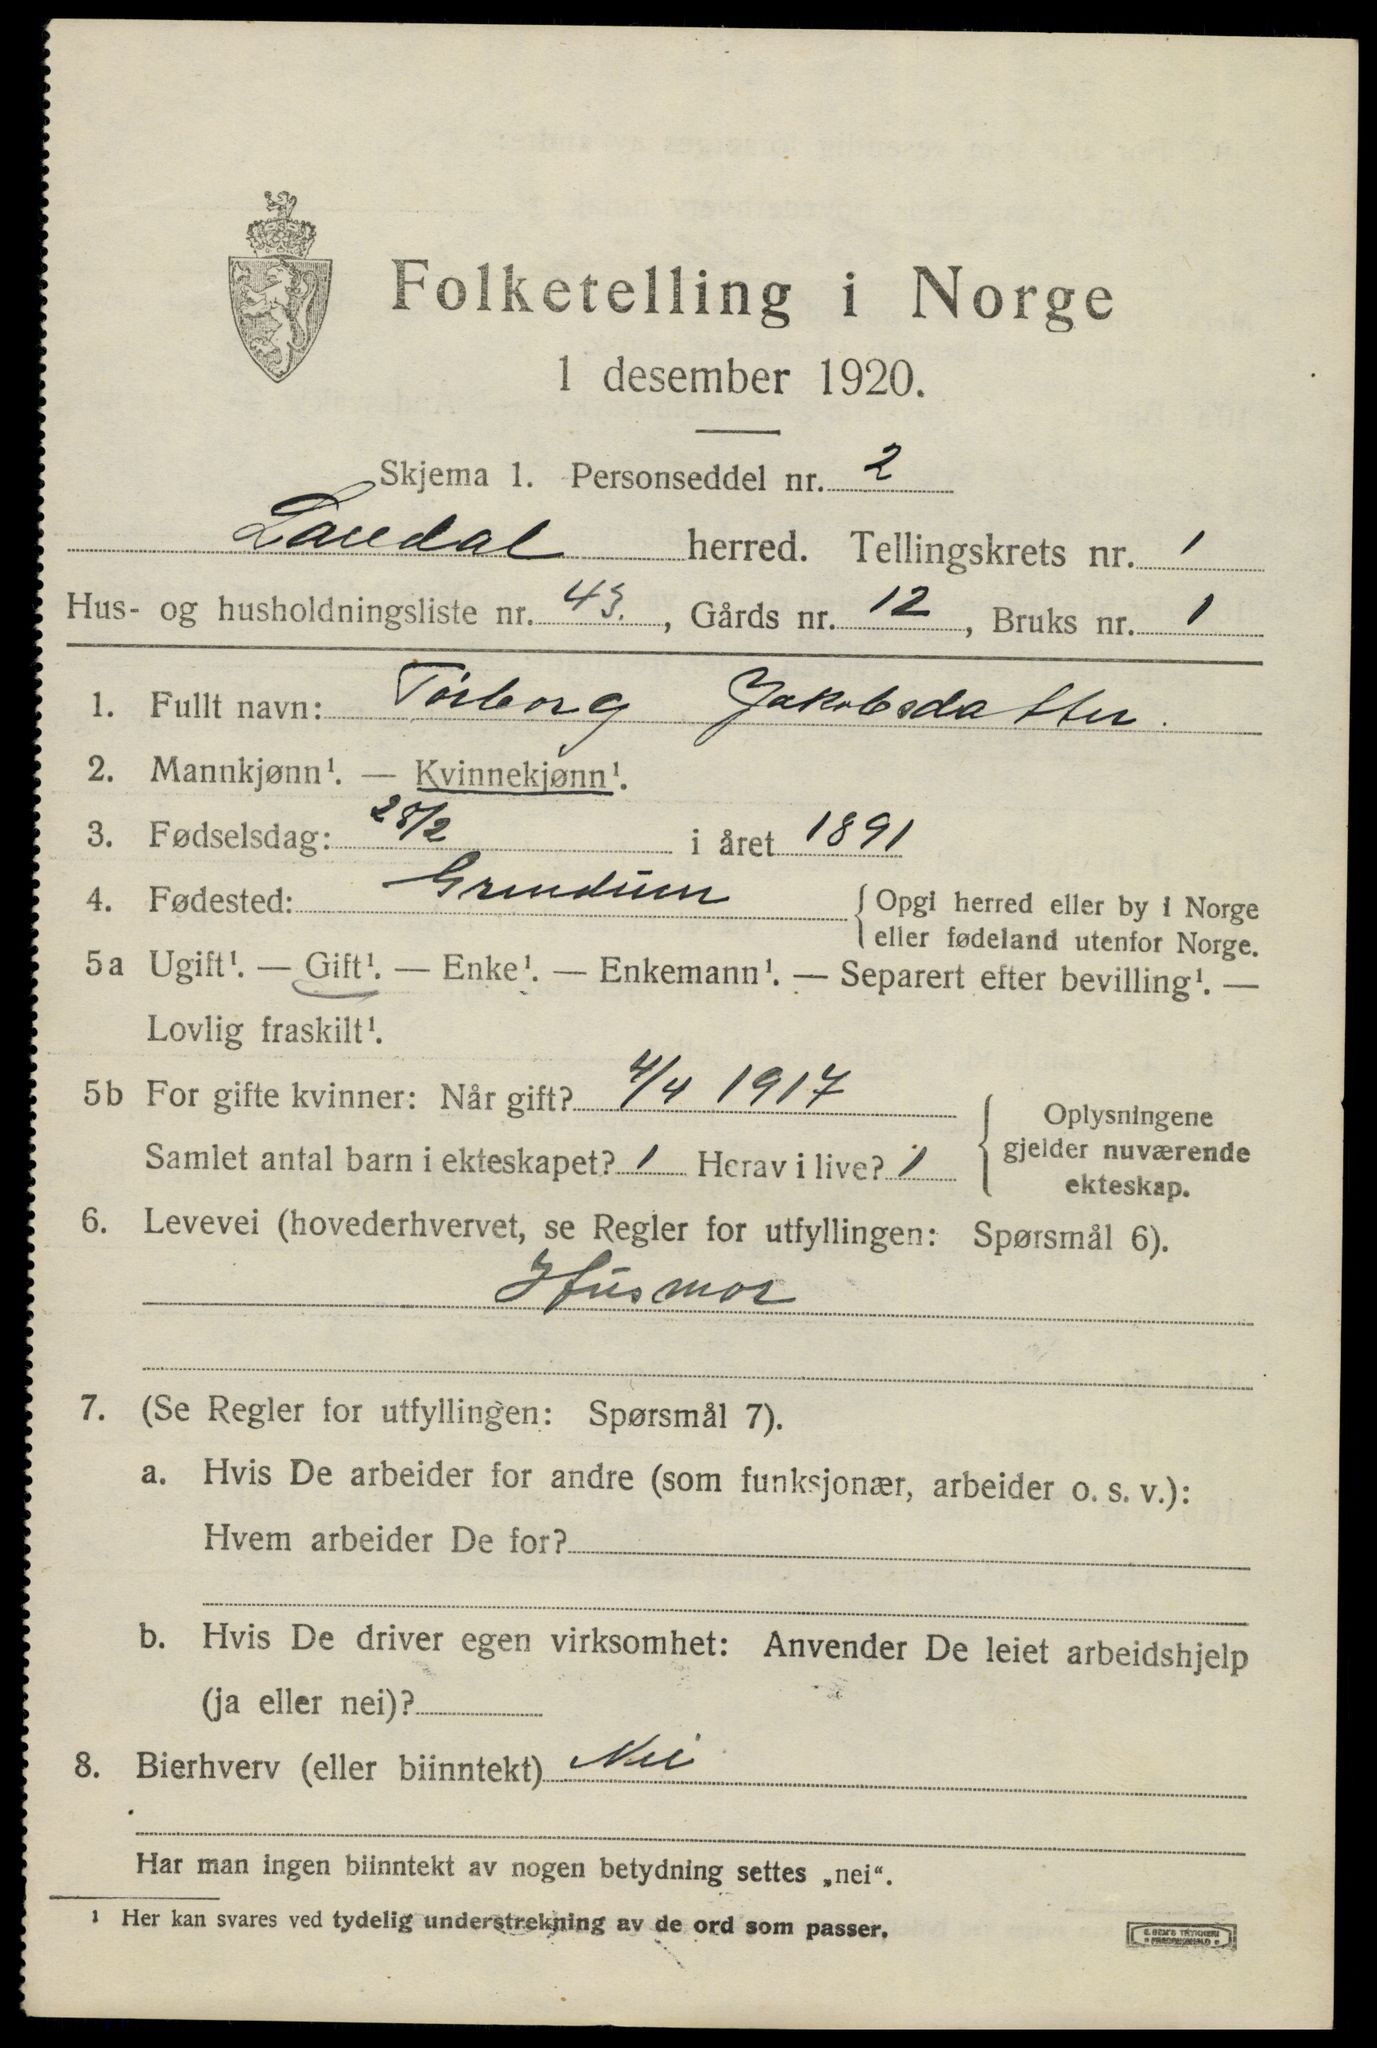 Folketelling i Norge
1 desember 1920.
Skjema 1. Personseddel nr. 2
Laudal herred. Tellingskrets nr. 1
Hus- og husholdningsliste nr. 43., Gårds nr. 12, Bruks nr. 1
1. Fullt navn: Torborg Jakobsdatter.
2. Mannkjønn¹. — Kvinnekjønn¹.
3. Fødselsdag: 28/2 i året 1891
4. Fødested: Grindum { Opgi herred eller by i Norge
eller fødeland utenfor Norge.
5a Ugift¹. — Gift¹. — Enke¹. — Enkemann¹. — Separert efter bevilling¹. —
Lovlig fraskilt¹.
5b For gifte kvinner: Når gift? 4/4 1917
Samlet antal barn i ekteskapet? 1 Herav i live? 1
{ Oplysningene
gjelder nuværende
ekteskap.
6. Levevei (hovederhvervet, se Regler for utfyllingen: Spørsmål 6).
Husmor
7. (Se Regler for utfyllingen: Spørsmål 7).
a. Hvis De arbeider for andre (som funksjonær, arbeider o. s. v.):
Hvem arbeider De for?
b. Hvis De driver egen virksomhet: Anvender De leiet arbeidshjelp
(ja eller nei)?
8. Bierhverv (eller biinntekt) Nei
Har man ingen biinntekt av nogen betydning settes „nei“.
¹ Her kan svares ved tydelig understrekning av de ord som passer.